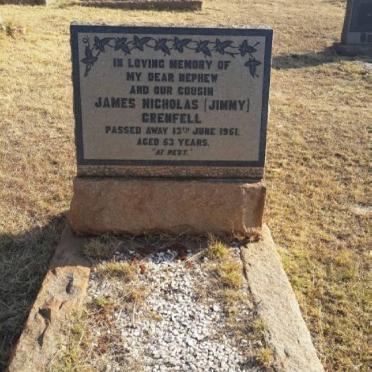 IN LOVING MEMORY OF
MY DEAR NEPHEW
AND OUR COUSIN
JAMES NICHOLAS (JIMMY)
GRENFELL
PASSED AWAY 13TH JUNE 1961.
AGED 53 YEARS.
"AT REST."